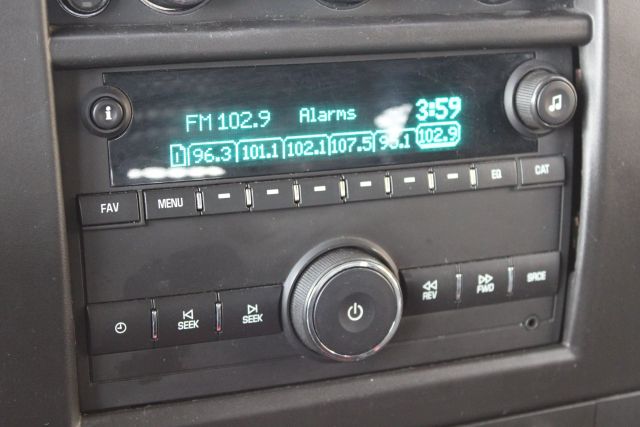 FM 102.9 Alarms 3:59
1 96.3 101.1 102.1 107.5 102.9
i
FAV MENU EQ CAT
SEEK SEEK REV FWD SRCE